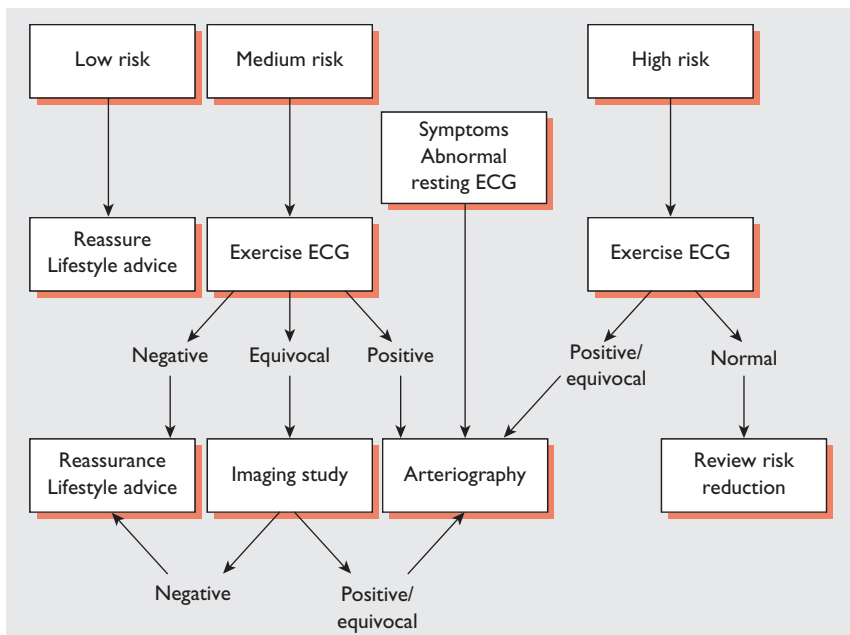 Low risk
Medium risk
High risk
Symptoms
Abnormal
resting ECG
Reassure
Lifestyle advice
Exercise ECG
Exercise ECG
Negative
Equivocal
Positive
Positive/
equivocal
Normal
Reassurance
Lifestyle advice
Imaging study
Arteriography
Review risk
reduction
Negative
Positive/
equivocal